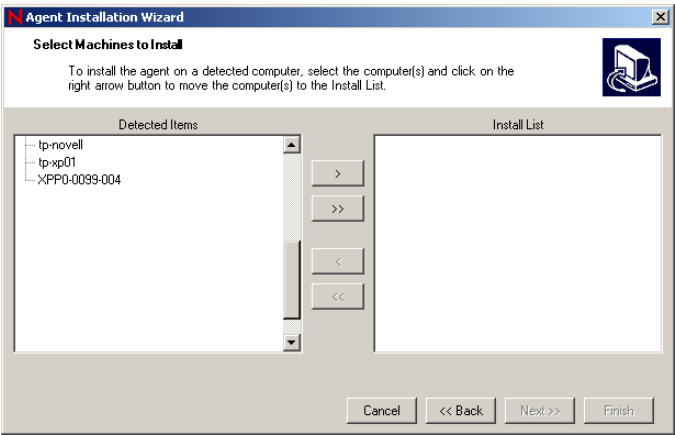 Agent Installation Wizard
Select Machines to Install
To install the agent on a detected computer, select the computer(s) and click on the
right arrow button to move the computer(s) to the Install List.
Detected Items
Install List
tp-novell
tp-xp01
XPP0-0099-004
>
>>
<
<<
Cancel
<< Back
Next >>
Finish